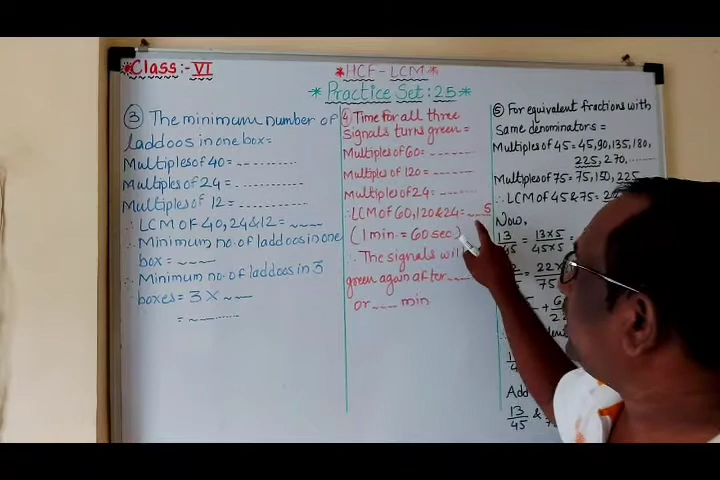 *Class:- VI
*HCF - LCM*
*Practice Set: 25*
③ The minimum number of
laddoos in one box=
Multiples of 40= ----------
Multiples of 24= -----------
Multiples of 12= -----------
∴ LCM OF 40,24&12= ~~~~
∴ Minimum no. of laddoos in one
box= ~~~~
∴ Minimum no. of laddoos in 3
boxes = 3 X ~~~
= ~~~.......
④ Time for all three
signals turns green=
Multiples of 60= --------
Multiples of 120= -------
Multiples of 24= -------
∴ LCM OF 60,120&24= ~~~ S
(1 min. = 60 sec)
∴ The signals will
green again after ----
or ---- min
⑤ For equivalent fractions with
same denominators =
Multiples of 45= 45,90,135,180,
225, 270.......
Multiples of 75= 75,150, 225
∴ LCM OF 45&75= 2
Now,
13/45 = 13×5/45×5 =
22×/75
+ 6
Add
13/45 &